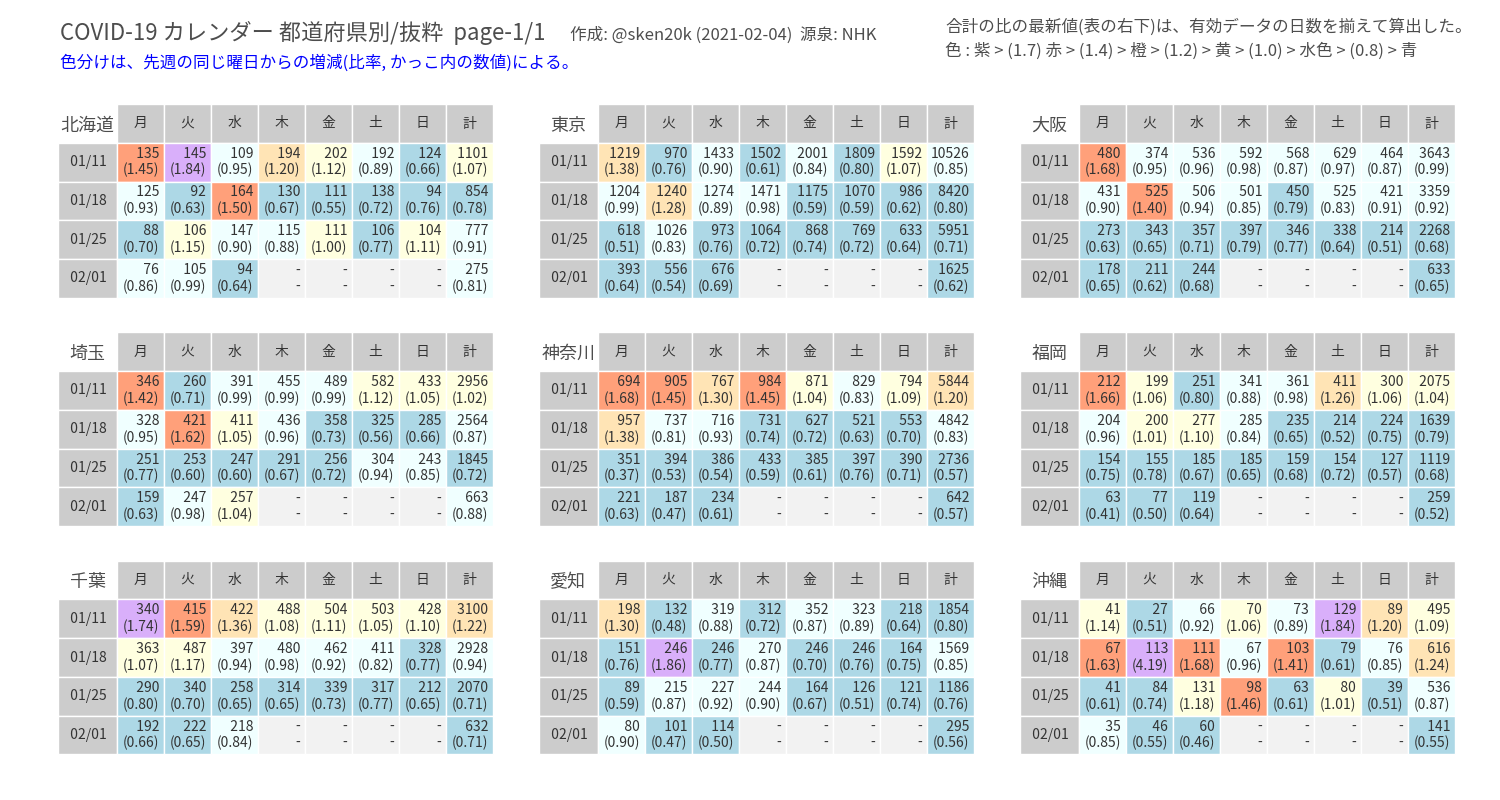 COVID-19 カレンダー 都道府県別/抜粋 page-1/1 作成: @sken20k (2021-02-04) 源泉: NHK
合計の比の最新値(表の右下)は、有効データの日数を揃えて算出した。
色分けは、先週の同じ曜日からの増減(比率, かっこ内の数値)による。
色 : 紫 > (1.7) 赤 > (1.4) > 橙 > (1.2) > 黄 > (1.0) > 水色 > (0.8) > 青
北海道 月 火 水 木 金 土 日 計
01/11 135 145 109 194 202 192 124 1101
(1.45) (1.84) (0.95) (1.20) (1.12) (0.89) (0.66) (1.07)
01/18 125 92 164 130 111 138 94 854
(0.93) (0.63) (1.50) (0.67) (0.55) (0.72) (0.76) (0.78)
01/25 88 106 147 115 111 106 104 777
(0.70) (1.15) (0.90) (0.88) (1.00) (0.77) (1.11) (0.91)
02/01 76 105 94 - - - - 275
(0.86) (0.99) (0.64) - - - - (0.81)
東京 月 火 水 木 金 土 日 計
01/11 1219 970 1433 1502 2001 1809 1592 10526
(1.38) (0.76) (0.90) (0.61) (0.84) (0.80) (1.07) (0.85)
01/18 1204 1240 1274 1471 1175 1070 986 8420
(0.99) (1.28) (0.89) (0.98) (0.59) (0.59) (0.62) (0.80)
01/25 618 1026 973 1064 868 769 633 5951
(0.51) (0.83) (0.76) (0.72) (0.74) (0.72) (0.64) (0.71)
02/01 393 556 676 - - - - 1625
(0.64) (0.54) (0.69) - - - - (0.62)
大阪 月 火 水 木 金 土 日 計
01/11 480 374 536 592 568 629 464 3643
(1.68) (0.95) (0.96) (0.98) (0.87) (0.97) (0.87) (0.99)
01/18 431 525 506 501 450 525 421 3359
(0.90) (1.40) (0.94) (0.85) (0.79) (0.83) (0.91) (0.92)
01/25 273 343 357 397 346 338 214 2268
(0.63) (0.65) (0.71) (0.79) (0.77) (0.64) (0.51) (0.68)
02/01 178 211 244 - - - - 633
(0.65) (0.62) (0.68) - - - - (0.65)
埼玉 月 火 水 木 金 土 日 計
01/11 346 260 391 455 489 582 433 2956
(1.42) (0.71) (0.99) (0.99) (0.99) (1.12) (1.05) (1.02)
01/18 328 421 411 436 358 325 285 2564
(0.95) (1.62) (1.05) (0.96) (0.73) (0.56) (0.66) (0.87)
01/25 251 253 247 291 256 304 243 1845
(0.77) (0.60) (0.60) (0.67) (0.72) (0.94) (0.85) (0.72)
02/01 159 247 257 - - - - 663
(0.63) (0.98) (1.04) - - - - (0.88)
神奈川 月 火 水 木 金 土 日 計
01/11 694 905 767 984 871 829 794 5844
(1.68) (1.45) (1.30) (1.45) (1.04) (0.83) (1.09) (1.20)
01/18 957 737 716 731 627 521 553 4842
(1.38) (0.81) (0.93) (0.74) (0.72) (0.63) (0.70) (0.83)
01/25 351 394 386 433 385 397 390 2736
(0.37) (0.53) (0.54) (0.59) (0.61) (0.76) (0.71) (0.57)
02/01 221 187 234 - - - - 642
(0.63) (0.47) (0.61) - - - - (0.57)
福岡 月 火 水 木 金 土 日 計
01/11 212 199 251 341 361 411 300 2075
(1.66) (1.06) (0.80) (0.88) (0.98) (1.26) (1.06) (1.04)
01/18 204 200 277 285 235 214 224 1639
(0.96) (1.01) (1.10) (0.84) (0.65) (0.52) (0.75) (0.79)
01/25 154 155 185 185 159 154 127 1119
(0.75) (0.78) (0.67) (0.65) (0.68) (0.72) (0.57) (0.68)
02/01 63 77 119 - - - - 259
(0.41) (0.50) (0.64) - - - - (0.52)
千葉 月 火 水 木 金 土 日 計
01/11 340 415 422 488 504 503 428 3100
(1.74) (1.59) (1.36) (1.08) (1.11) (1.05) (1.10) (1.22)
01/18 363 487 397 480 462 411 328 2928
(1.07) (1.17) (0.94) (0.98) (0.92) (0.82) (0.77) (0.94)
01/25 290 340 258 314 339 317 212 2070
(0.80) (0.70) (0.65) (0.65) (0.73) (0.77) (0.65) (0.71)
02/01 192 222 218 - - - - 632
(0.66) (0.65) (0.84) - - - - (0.71)
愛知 月 火 水 木 金 土 日 計
01/11 198 132 319 312 352 323 218 1854
(1.30) (0.48) (0.88) (0.72) (0.87) (0.89) (0.64) (0.80)
01/18 151 246 246 270 246 246 164 1569
(0.76) (1.86) (0.77) (0.87) (0.70) (0.76) (0.75) (0.85)
01/25 89 215 227 244 164 126 121 1186
(0.59) (0.87) (0.92) (0.90) (0.67) (0.51) (0.74) (0.76)
02/01 80 101 114 - - - - 295
(0.90) (0.47) (0.50) - - - - (0.56)
沖縄 月 火 水 木 金 土 日 計
01/11 41 27 66 70 73 129 89 495
(1.14) (0.51) (0.92) (1.06) (0.89) (1.84) (1.20) (1.09)
01/18 67 113 111 67 103 79 76 616
(1.63) (4.19) (1.68) (0.96) (1.41) (0.61) (0.85) (1.24)
01/25 41 84 131 98 63 80 39 536
(0.61) (0.74) (1.18) (1.46) (0.61) (1.01) (0.51) (0.87)
02/01 35 46 60 - - - - 141
(0.85) (0.55) (0.46) - - - - (0.55)